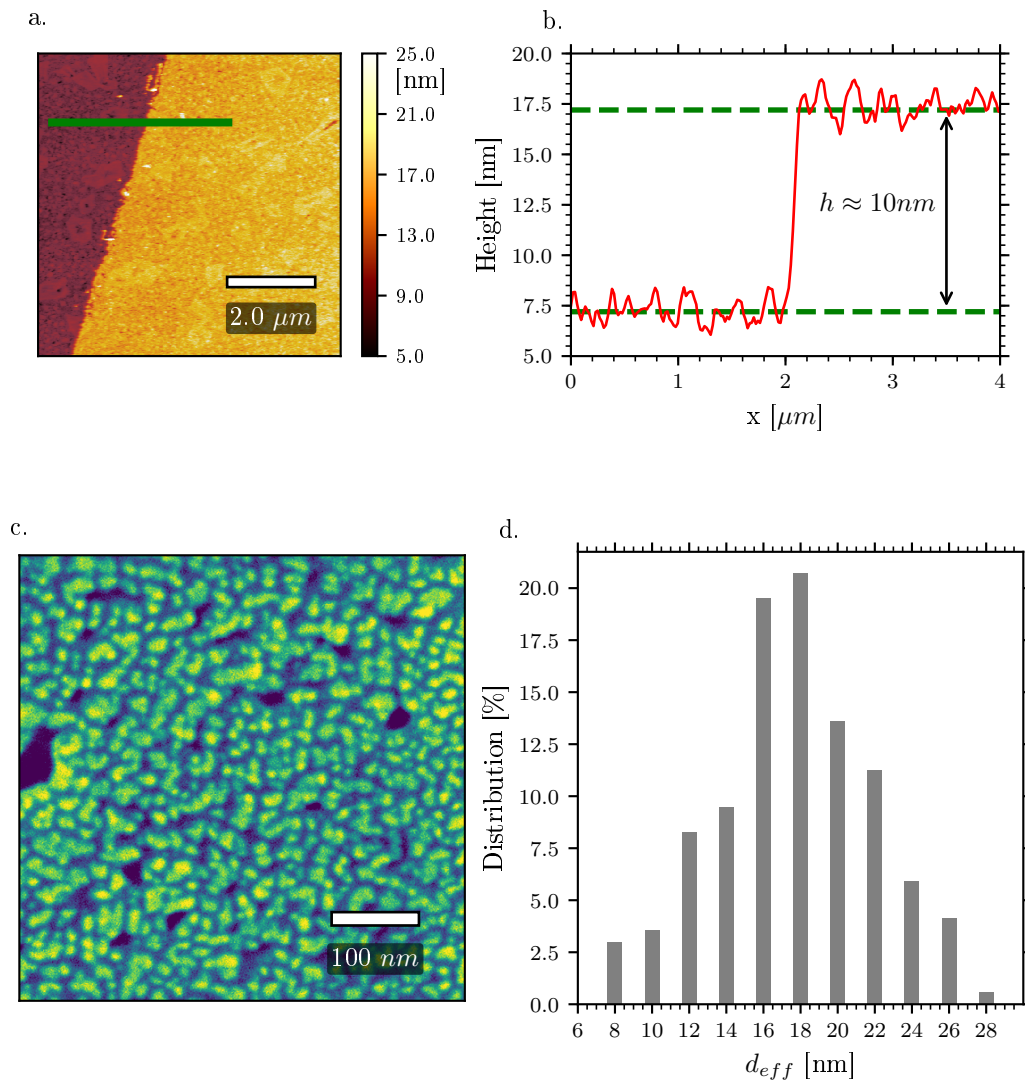 a.
25.0
[nm]
21.0
17.0
13.0
9.0
5.0
2.0 μm
b.
20.0
17.5
15.0
12.5
10.0
7.5
5.0
Height [nm]
h ≈ 10nm
0 1 2 3 4
x [μm]
c.
100 nm
d.
20.0
17.5
15.0
12.5
10.0
7.5
5.0
2.5
0.0
Distribution [%]
6 8 10 12 14 16 18 20 22 24 26 28
d_{eff} [nm]